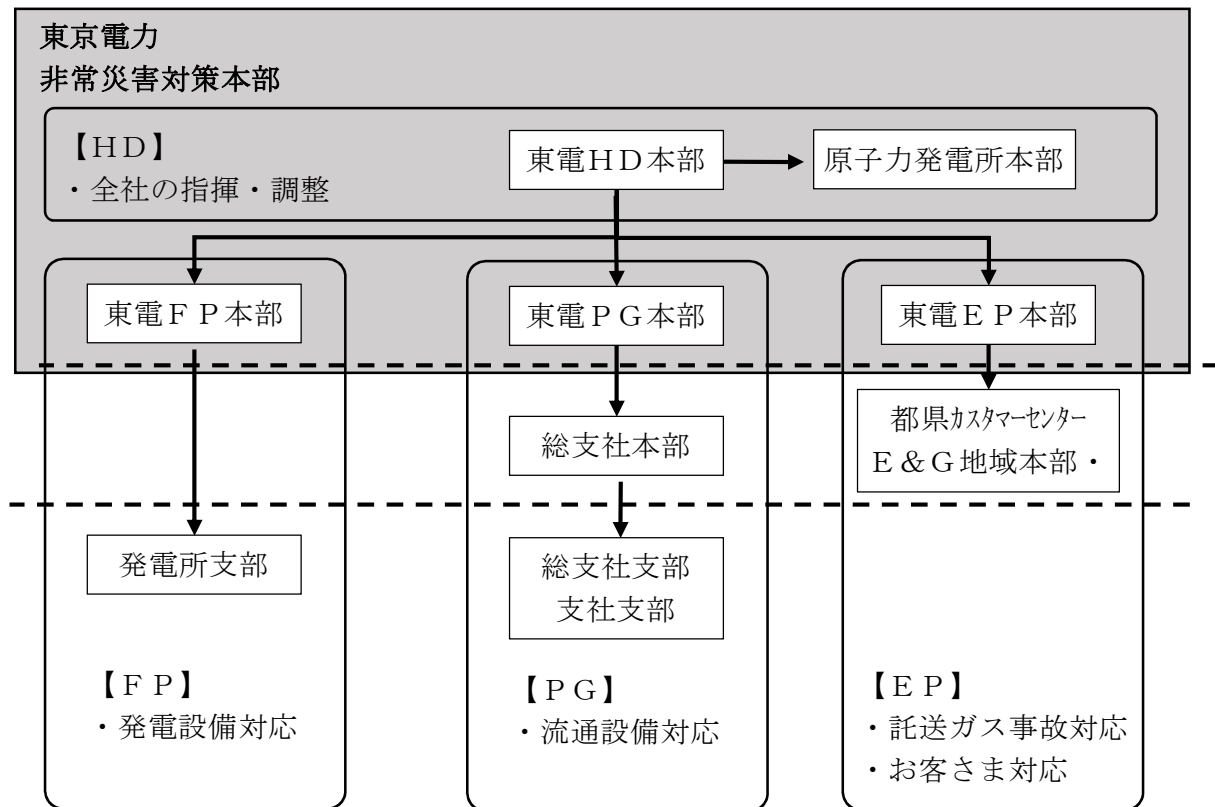 東京電力
非常災害対策本部
【ＨＤ】
・全社の指揮・調整
東電ＨＤ本部
原子力発電所本部
東電ＦＰ本部
東電ＰＧ本部
東電ＥＰ本部
総支社本部
都県ｶｽﾀﾏｰｾﾝﾀｰ
Ｅ＆Ｇ地域本部・
発電所支部
総支社支部
支社支部
【ＦＰ】
・発電設備対応
【ＰＧ】
・流通設備対応
【ＥＰ】
・託送ガス事故対応
・お客さま対応